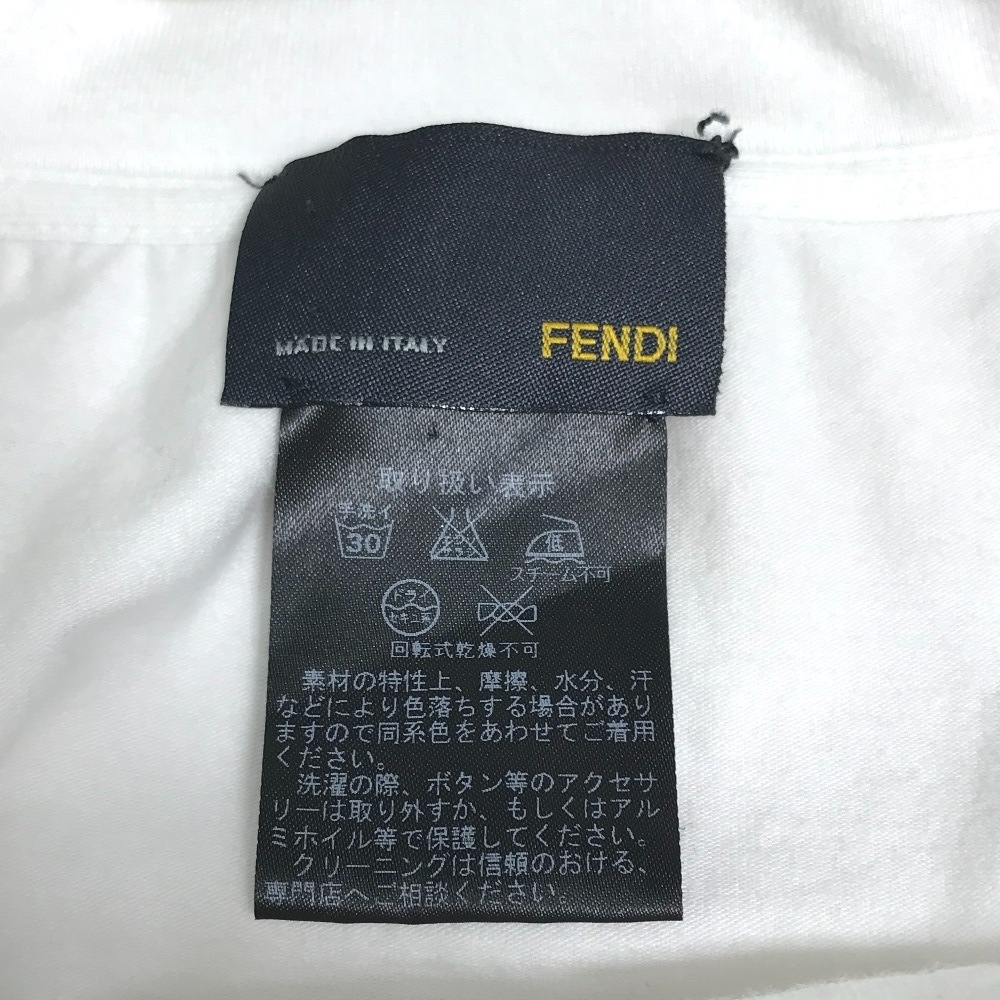 MADE IN ITALY FENDI
取り扱い表示
手洗イ
30
低
スチーム不可
ドライ
セキユ系
回転式乾燥不可
素材の特性上、摩擦、水分、汗
などにより色落ちする場合があり
ますので同系色をあわせてご着用
ください。
洗濯の際、ボタン等のアクセサ
リーは取り外すか、もしくはアル
ミホイル等で保護してください。
クリーニングは信頼のおける、
専門店へご相談ください。